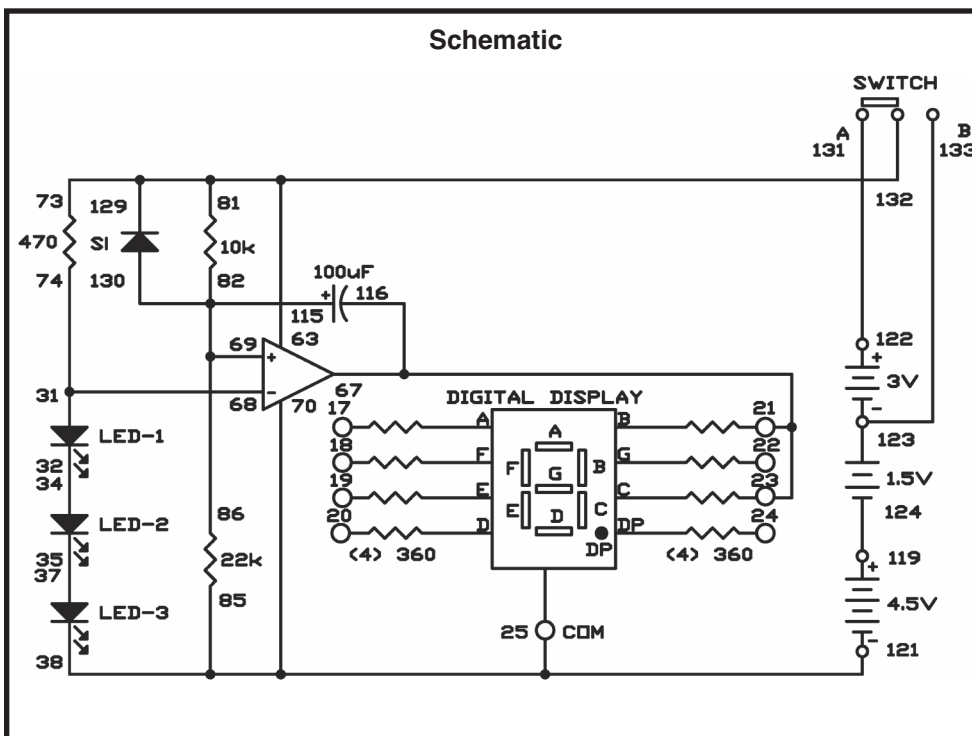 Schematic
SWITCH
A
B
131
133
132
73
129
81
470
SI
10k
74
130
82
100uF
+
116
115
122
+
3V
-
69
+
63
31
68
-
67
70
17
DIGITAL DISPLAY
21
123
LED-1
A
A
B
18
22
32
F
F
B
G
1.5V
34
G
19
23
124
E
E
C
C
LED-2
86
20
D
D
DP
24
35
DP
119
37
22k
(4) 360
(4) 360
+
LED-3
85
4.5V
25
COM
-
38
121